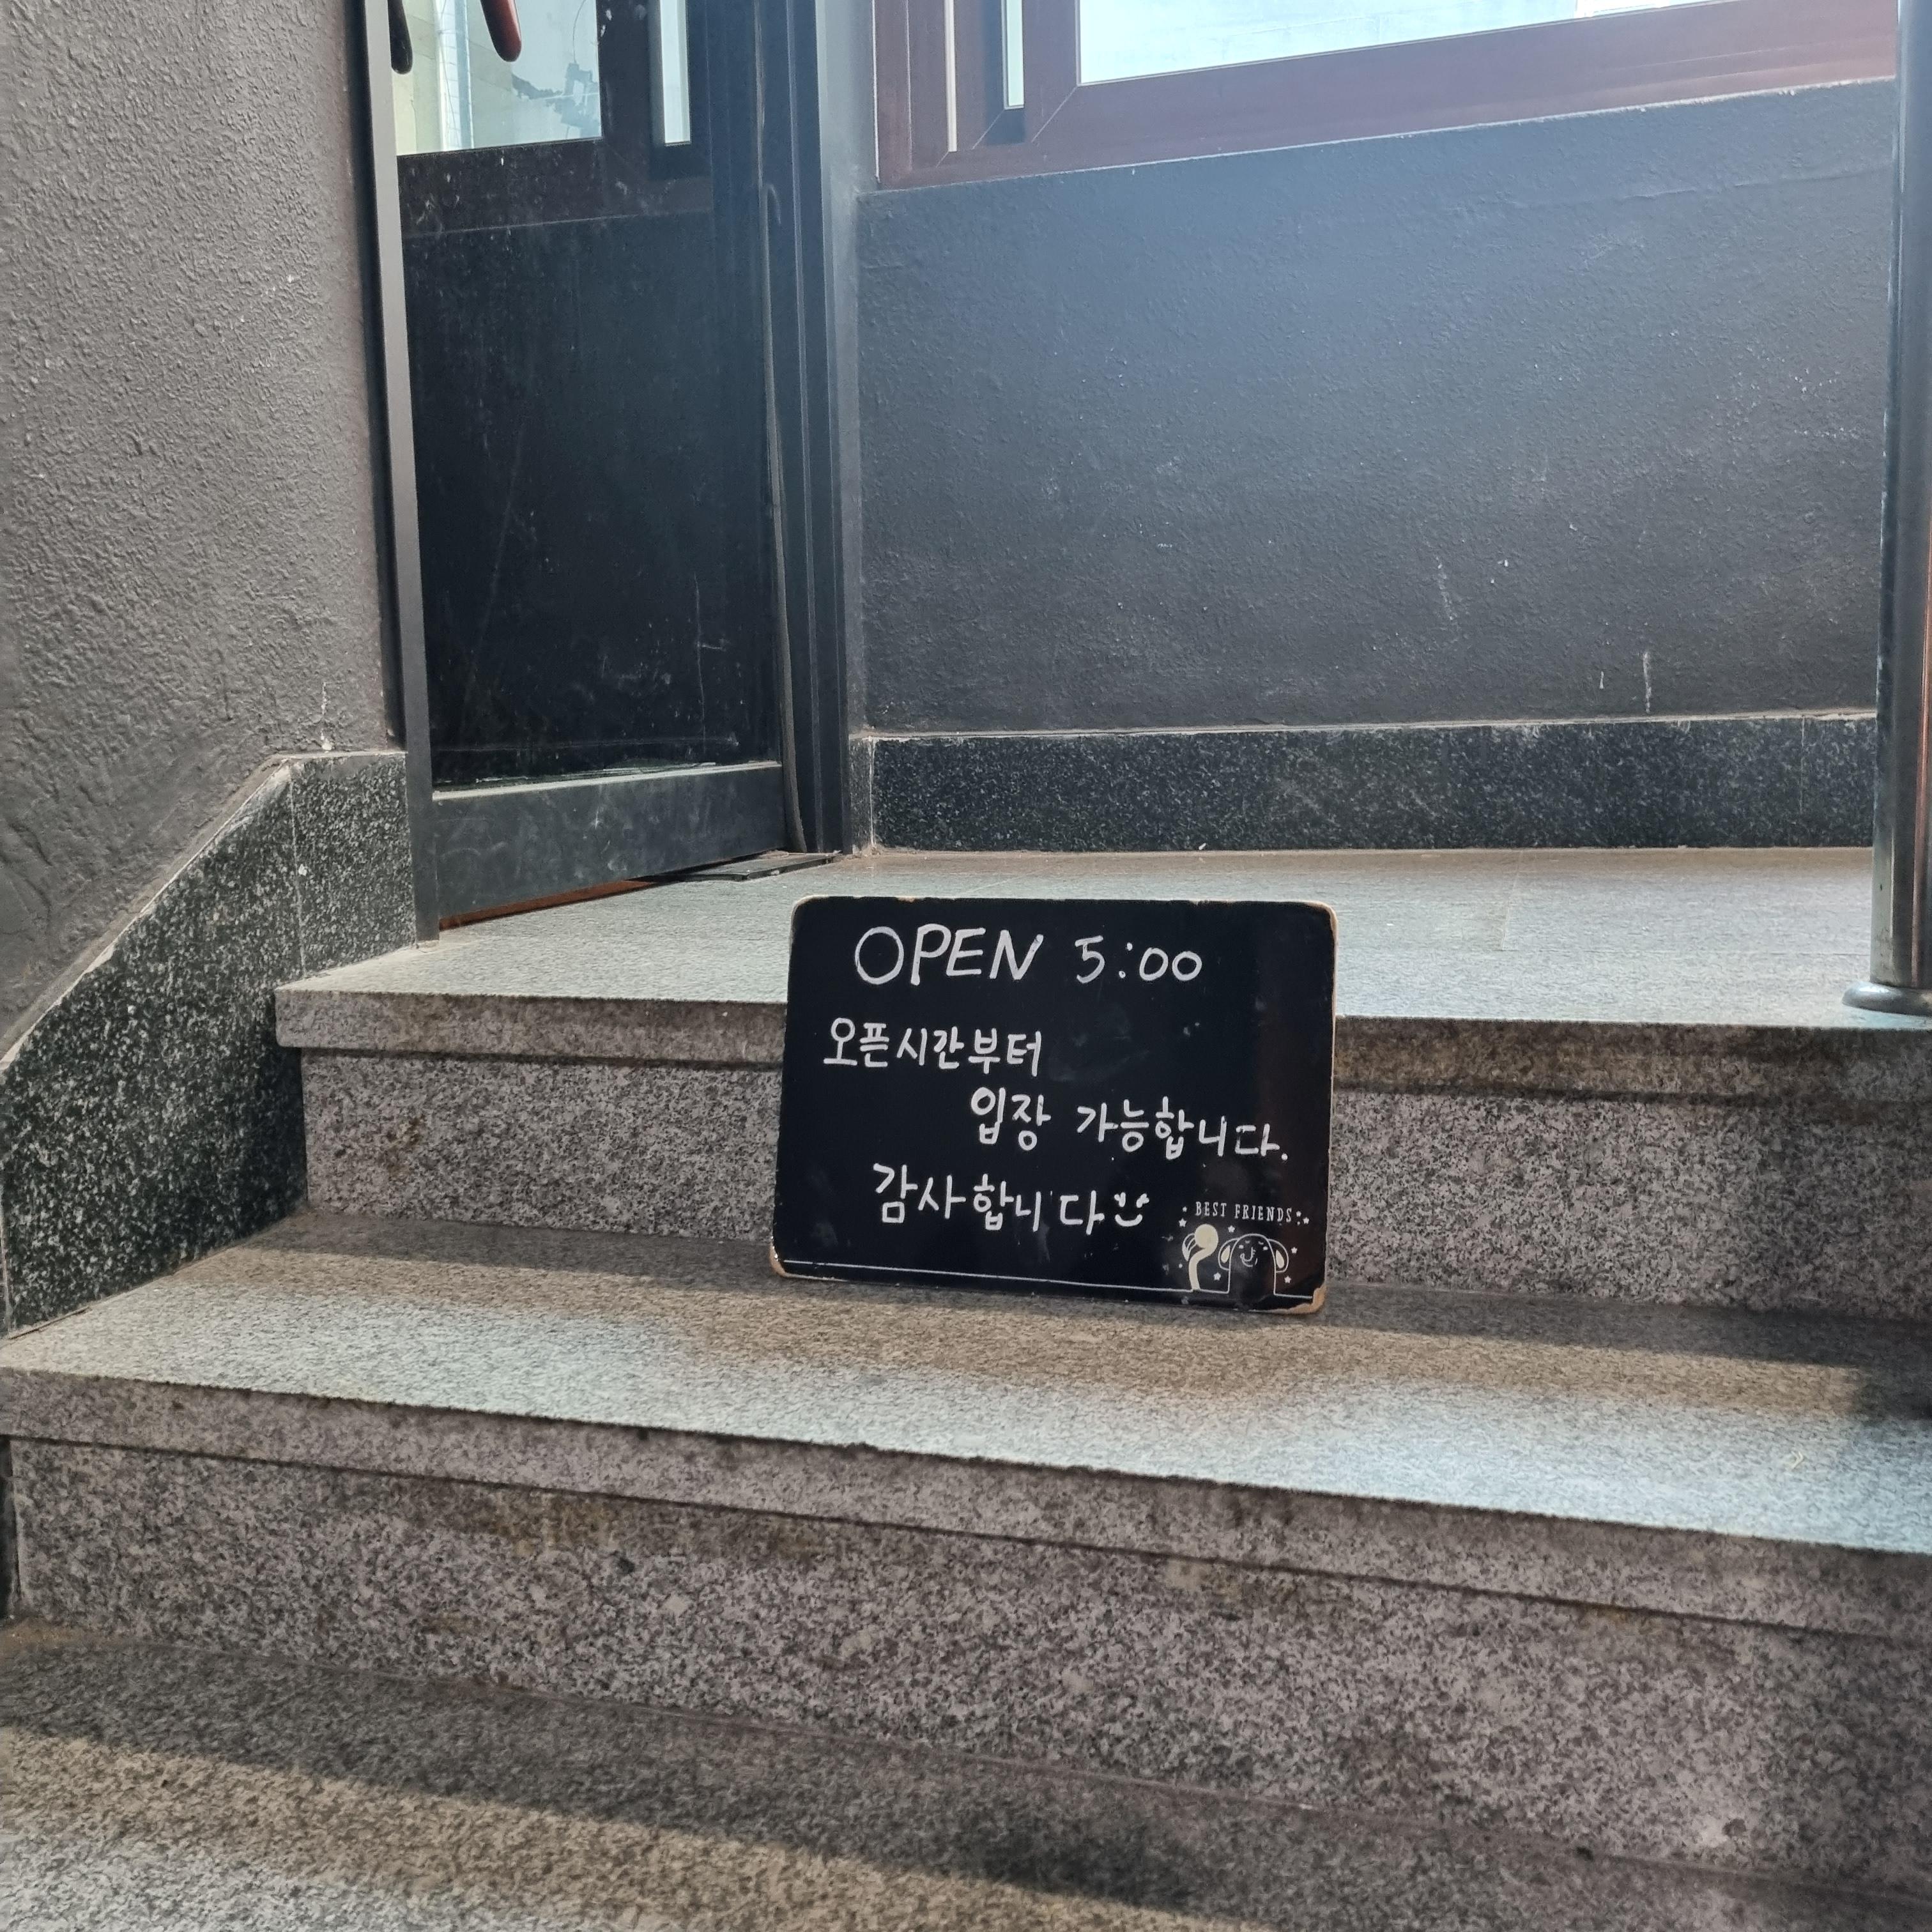 OPEN 5:00
오픈시간부터
입장 가능합니다.
감사합니다
BEST FRIENDS